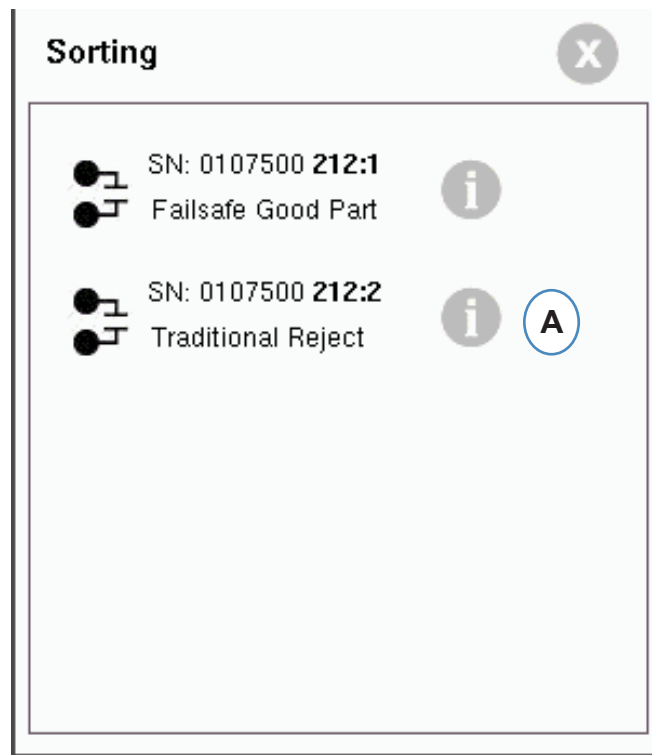 Sorting
X
SN: 0107500 212:1
Failsafe Good Part
i
SN: 0107500 212:2
Traditional Reject
i
A